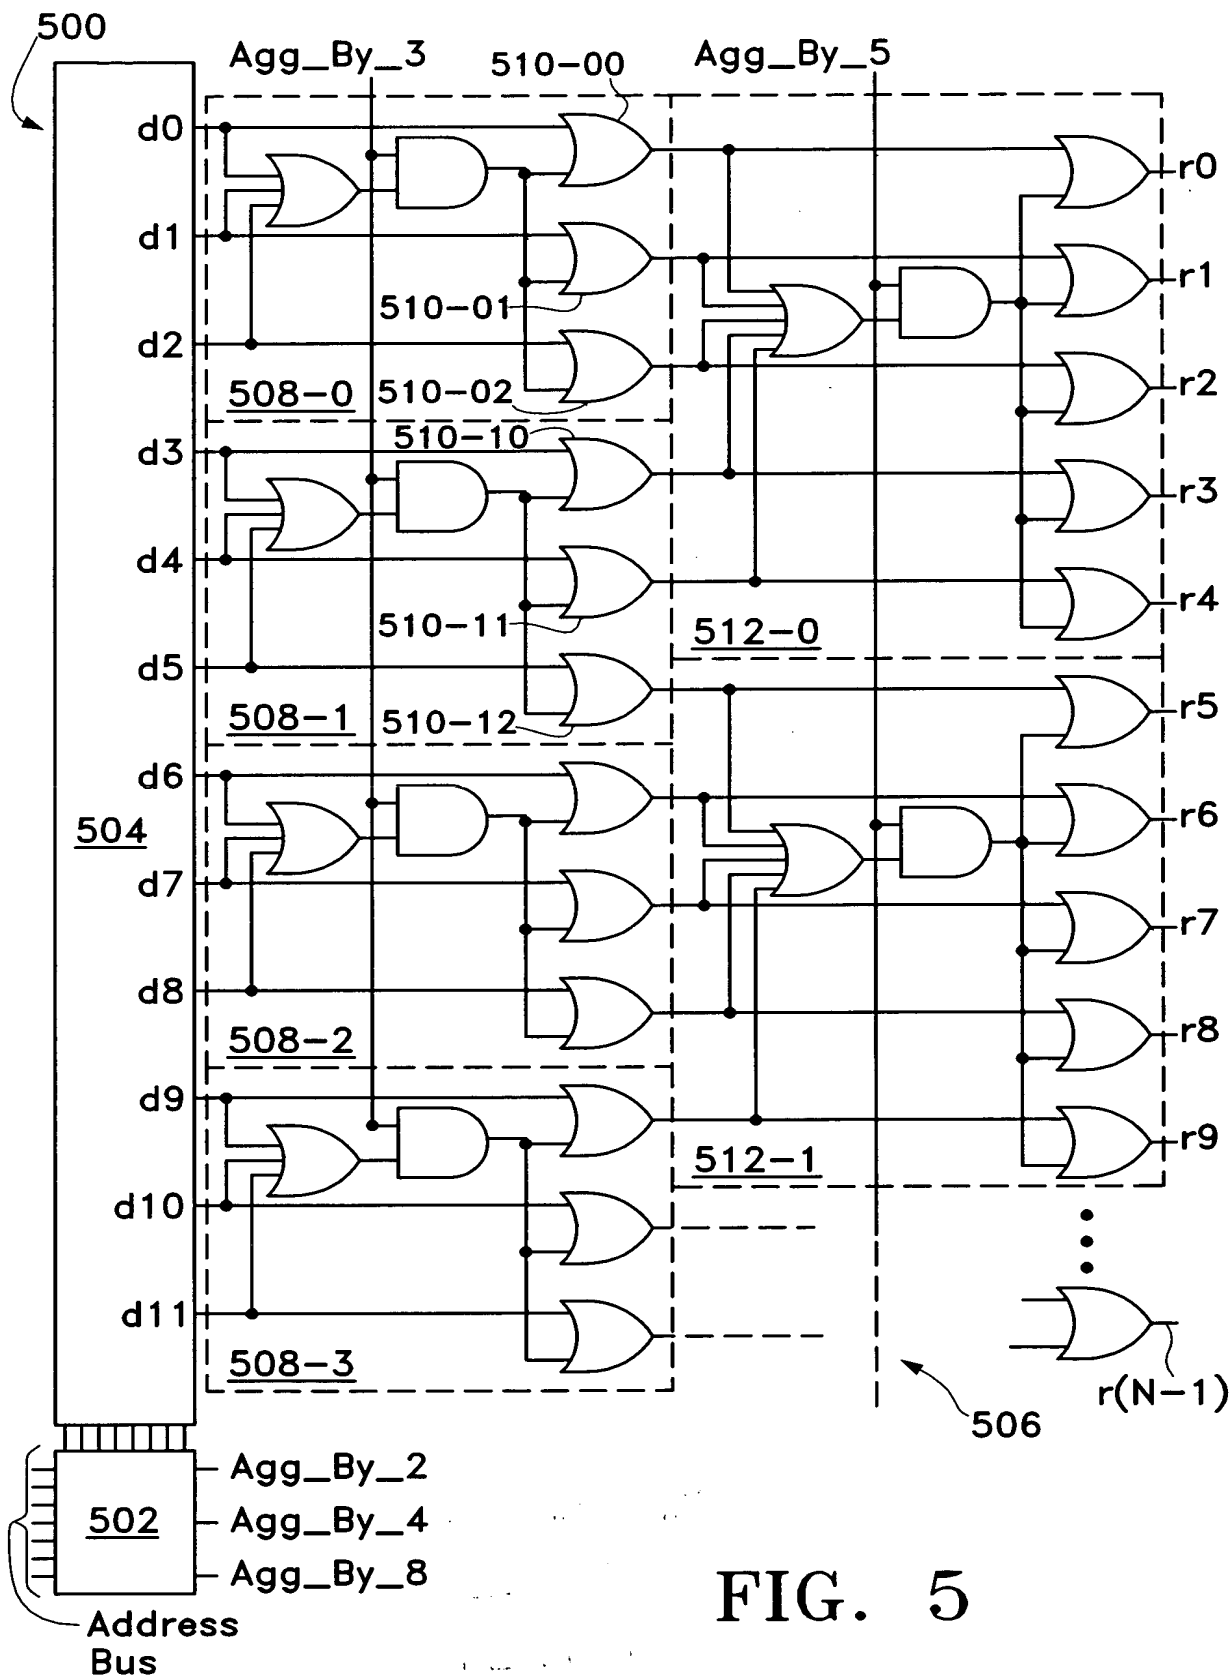 500
Agg_By_3
510-00
Agg_By_5
d0
r0
d1
r1
510-01
d2
r2
508-0
510-02
510-10
d3
r3
d4
r4
510-11
512-0
d5
r5
508-1
510-12
d6
r6
504
d7
r7
d8
r8
508-2
d9
r9
512-1
d10
d11
508-3
r(N-1)
506
Agg_By_2
502
Agg_By_4
Agg_By_8
Address
Bus
FIG. 5